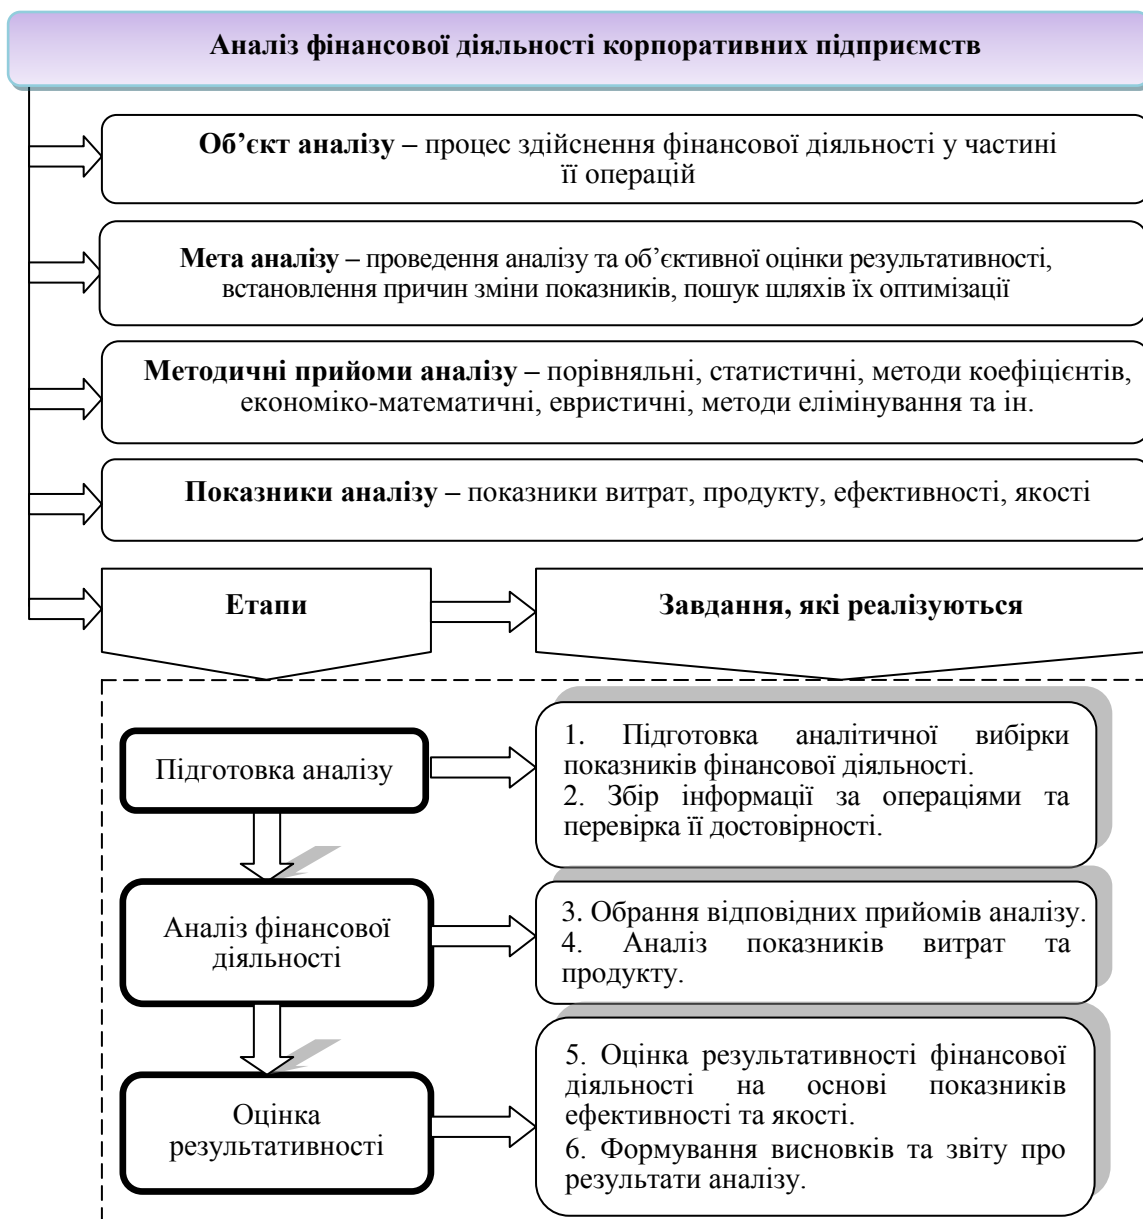 Аналіз фінансової діяльності корпоративних підприємств
Об’єкт аналізу – процес здійснення фінансової діяльності у частині
її операцій
Мета аналізу – проведення аналізу та об’єктивної оцінки результативності,
встановлення причин зміни показників, пошук шляхів їх оптимізації
Методичні прийоми аналізу – порівняльні, статистичні, методи коефіцієнтів,
економіко-математичні, евристичні, методи елімінування та ін.
Показники аналізу – показники витрат, продукту, ефективності, якості
Етапи
Завдання, які реалізуються
Підготовка аналізу
1. Підготовка аналітичної вибірки
показників фінансової діяльності.
2. Збір інформації за операціями та
перевірка її достовірності.
Аналіз фінансової
діяльності
3. Обрання відповідних прийомів аналізу.
4. Аналіз показників витрат та
продукту.
Оцінка
результативності
5. Оцінка результативності фінансової
діяльності на основі показників
ефективності та якості.
6. Формування висновків та звіту про
результати аналізу.